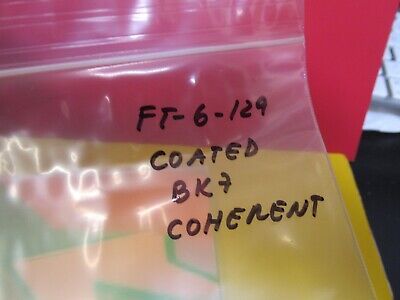 FT-6-129
COATED
BK7
COHERENT